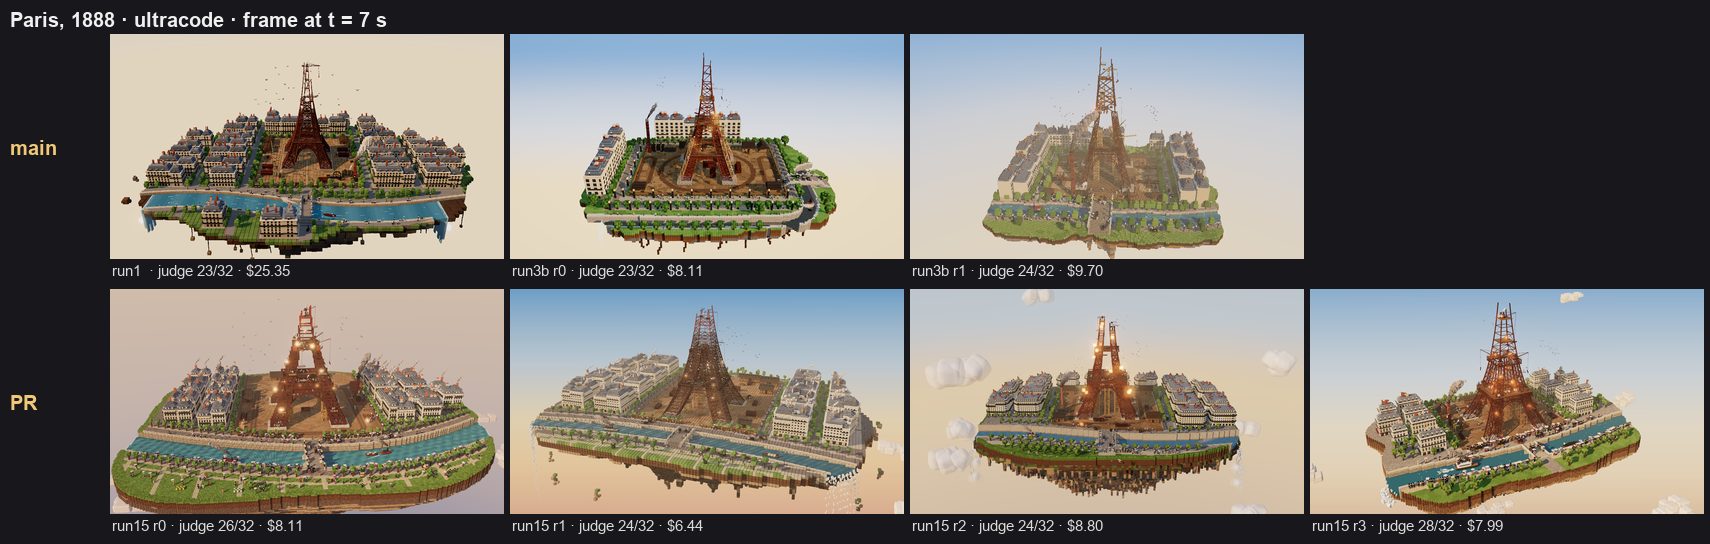 Paris, 1888 · ultracode · frame at t = 7 s
main
run1 · judge 23/32 · $25.35
run3b r0 · judge 23/32 · $8.11
run3b r1 · judge 24/32 · $9.70
PR
run15 r0 · judge 26/32 · $8.11
run15 r1 · judge 24/32 · $6.44
run15 r2 · judge 24/32 · $8.80
run15 r3 · judge 28/32 · $7.99